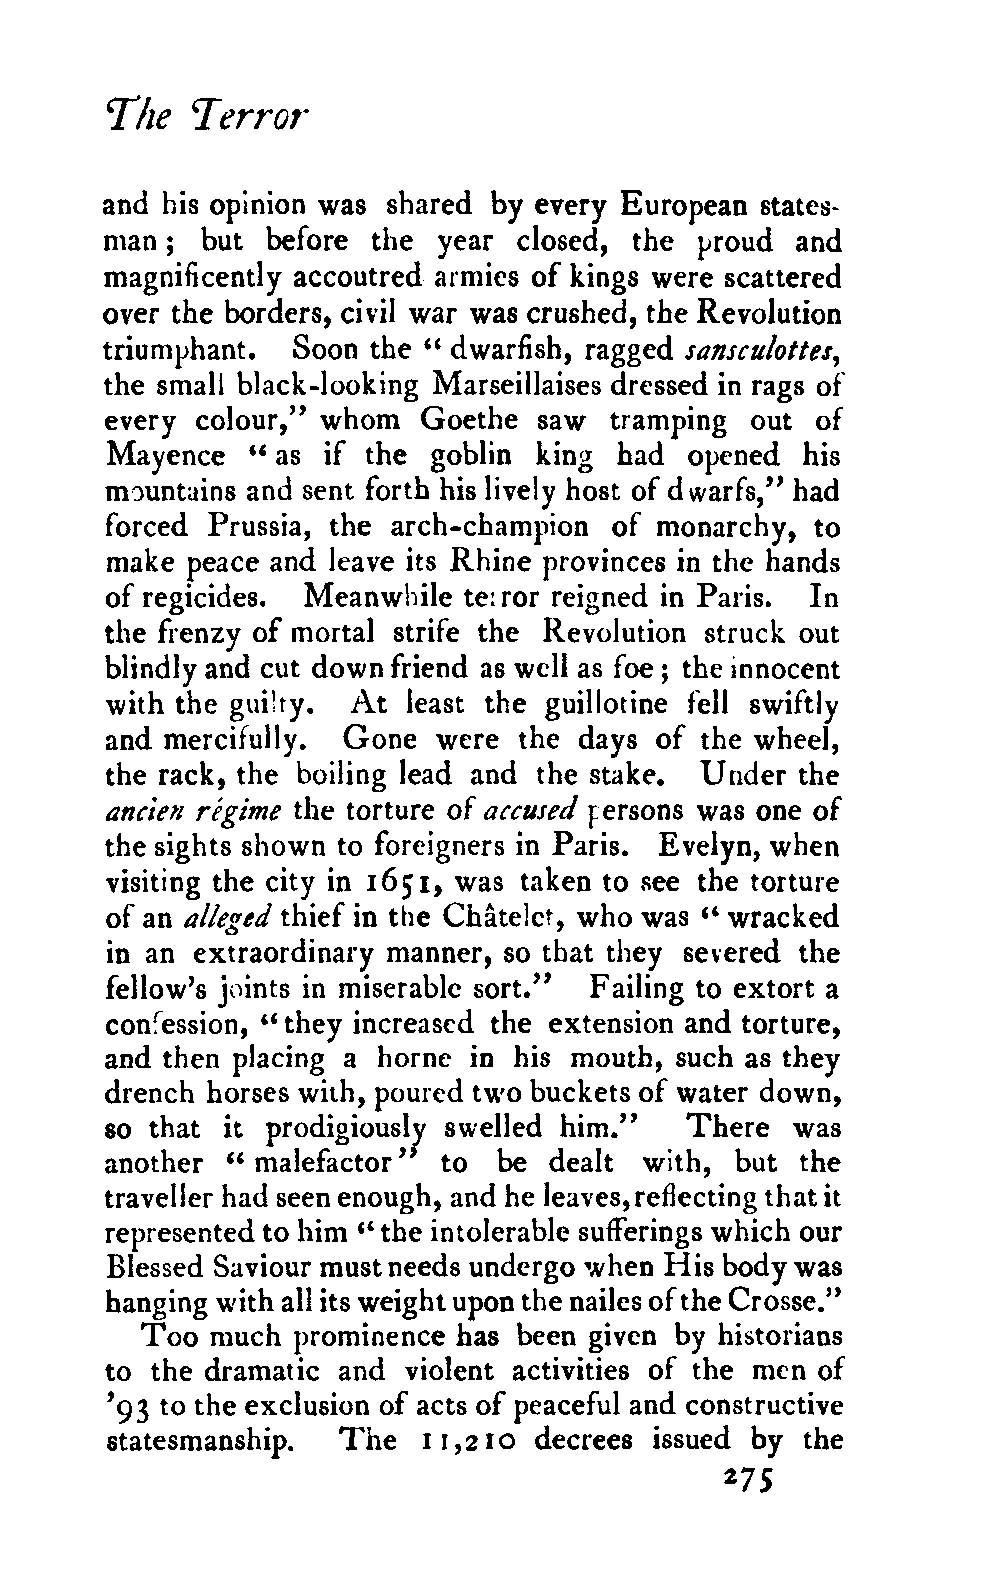 The Terror
and his opinion was shared by every European states-
man ; but before the year closed, the proud and
magnificently accoutred armies of kings were scattered
over the borders, civil war was crushed, the Revolution
triumphant. Soon the “ dwarfish, ragged sansculottes,
the small black-looking Marseillaises dressed in rags of
every colour,” whom Goethe saw tramping out of
Mayence “ as if the goblin king had opened his
mountains and sent forth his lively host of dwarfs,” had
forced Prussia, the arch-champion of monarchy, to
make peace and leave its Rhine provinces in the hands
of regicides. Meanwhile terror reigned in Paris. In
the frenzy of mortal strife the Revolution struck out
blindly and cut down friend as well as foe ; the innocent
with the guilty. At least the guillotine fell swiftly
and mercifully. Gone were the days of the wheel,
the rack, the boiling lead and the stake. Under the
ancien régime the torture of accused persons was one of
the sights shown to foreigners in Paris. Evelyn, when
visiting the city in 1651, was taken to see the torture
of an alleged thief in the Châtelet, who was “ wracked
in an extraordinary manner, so that they severed the
fellow’s joints in miserable sort.” Failing to extort a
confession, “ they increased the extension and torture,
and then placing a horne in his mouth, such as they
drench horses with, poured two buckets of water down,
so that it prodigiously swelled him.” There was
another “ malefactor ” to be dealt with, but the
traveller had seen enough, and he leaves, reflecting that it
represented to him “ the intolerable sufferings which our
Blessed Saviour must needs undergo when His body was
hanging with all its weight upon the nailes of the Crosse.”
Too much prominence has been given by historians
to the dramatic and violent activities of the men of
’93 to the exclusion of acts of peaceful and constructive
statesmanship. The 11,210 decrees issued by the
275